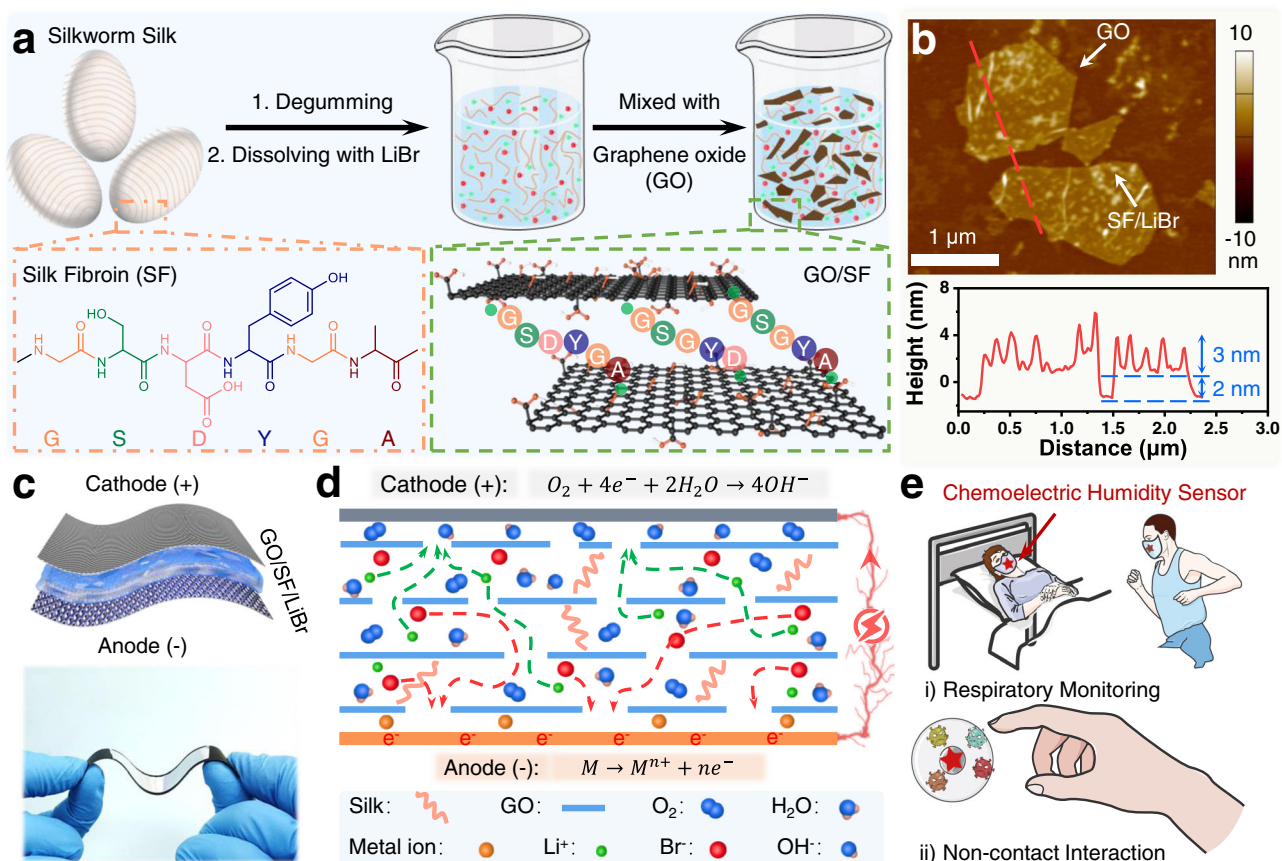 a
Silkworm Silk
1. Degumming
2. Dissolving with LiBr
Mixed with
Graphene oxide
(GO)
Silk Fibroin (SF)
OH
HO
O
O
O
H
N
H
N
N
H
N
H
N
H
N
H
O
O
O
O
OH
G S D Y G A
GO/SF
G S D Y G A
G S G Y D
G S G Y A
b
GO
SF/LiBr
1 µm
10
-10
nm
Height (nm)
8
4
0
3 nm
2 nm
0.0 0.5 1.0 1.5 2.0 2.5 3.0
Distance (µm)
c
Cathode (+)
GO/SF/LiBr
Anode (-)
d
Cathode (+): O₂ + 4e⁻ + 2H₂O → 4OH⁻
e⁻ e⁻ e⁻ e⁻ e⁻ e⁻
Anode (-): M → Mⁿ⁺ + ne⁻
Silk: GO: O₂: H₂O:
Metal ion: Li⁺: Br⁻: OH⁻:
e
Chemoelectric Humidity Sensor
i) Respiratory Monitoring
ii) Non-contact Interaction